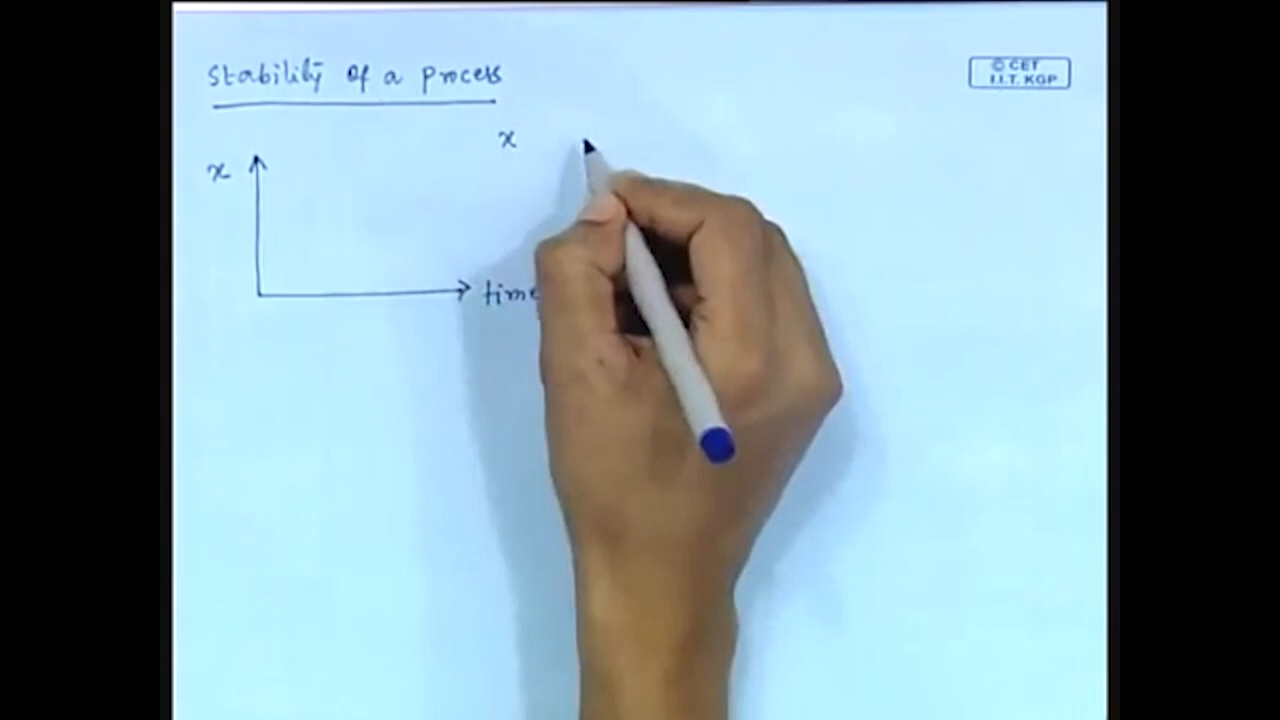 Stability of a process
© CET
I.I.T. KGP
x
x
time